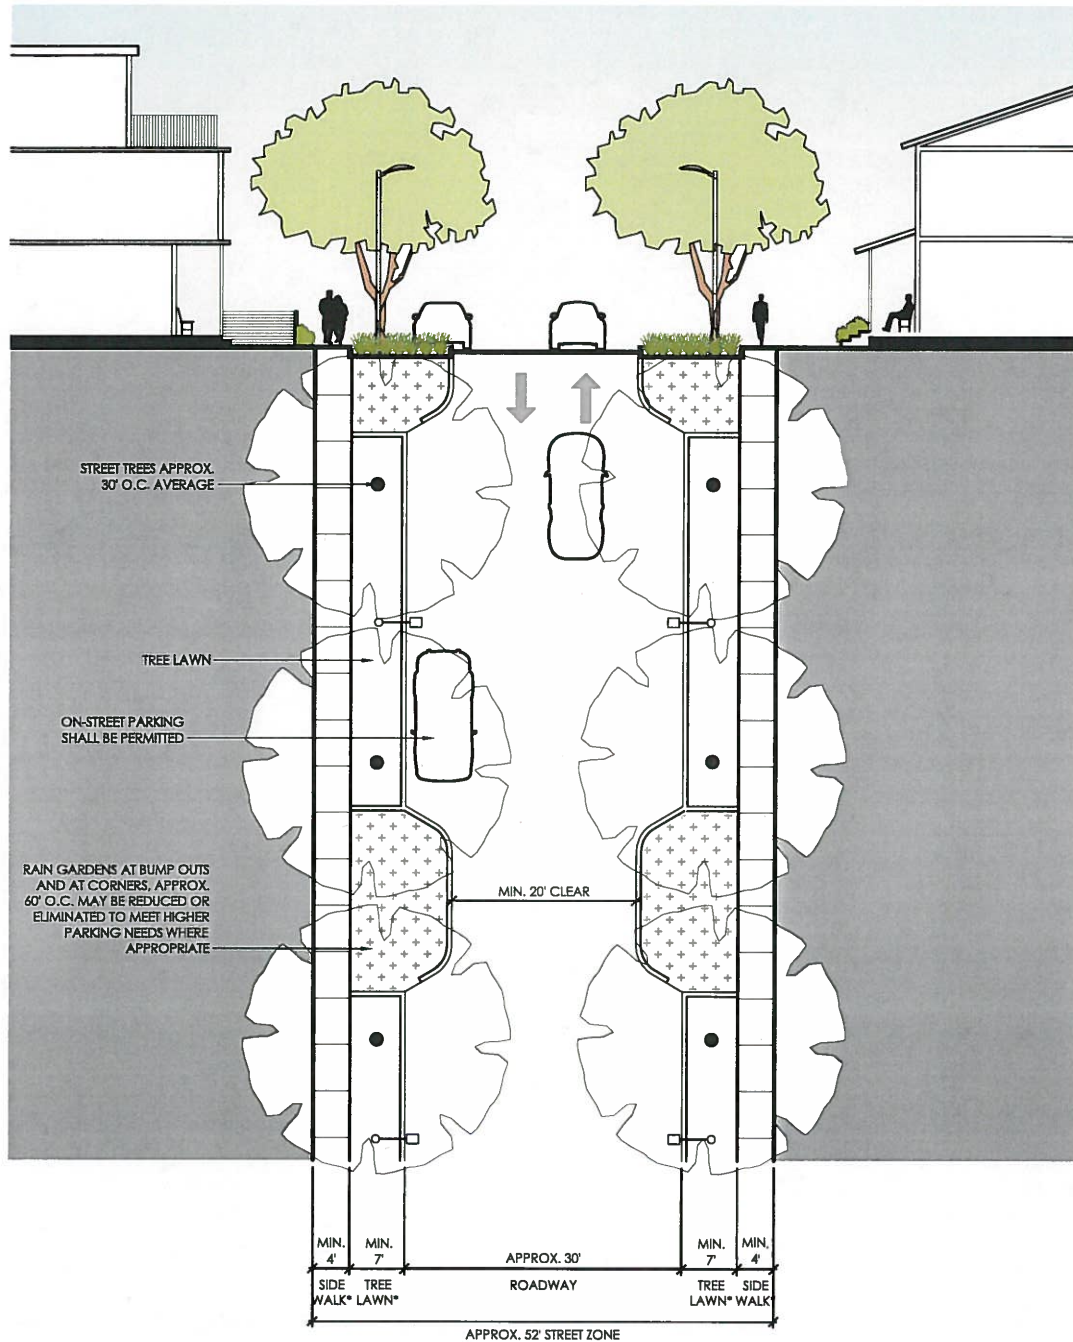 STREET TREES APPROX.
30' O.C. AVERAGE
TREE LAWN
ON-STREET PARKING
SHALL BE PERMITTED
RAIN GARDENS AT BUMP OUTS
AND AT CORNERS, APPROX.
60' O.C. MAY BE REDUCED OR
ELIMINATED TO MEET HIGHER
PARKING NEEDS WHERE
APPROPRIATE
MIN. 20' CLEAR
MIN.
4'
SIDE
WALK*
MIN.
7'
TREE
LAWN*
APPROX. 30'
ROADWAY
MIN.
7'
TREE
LAWN*
MIN.
4'
SIDE
WALK*
APPROX. 52' STREET ZONE